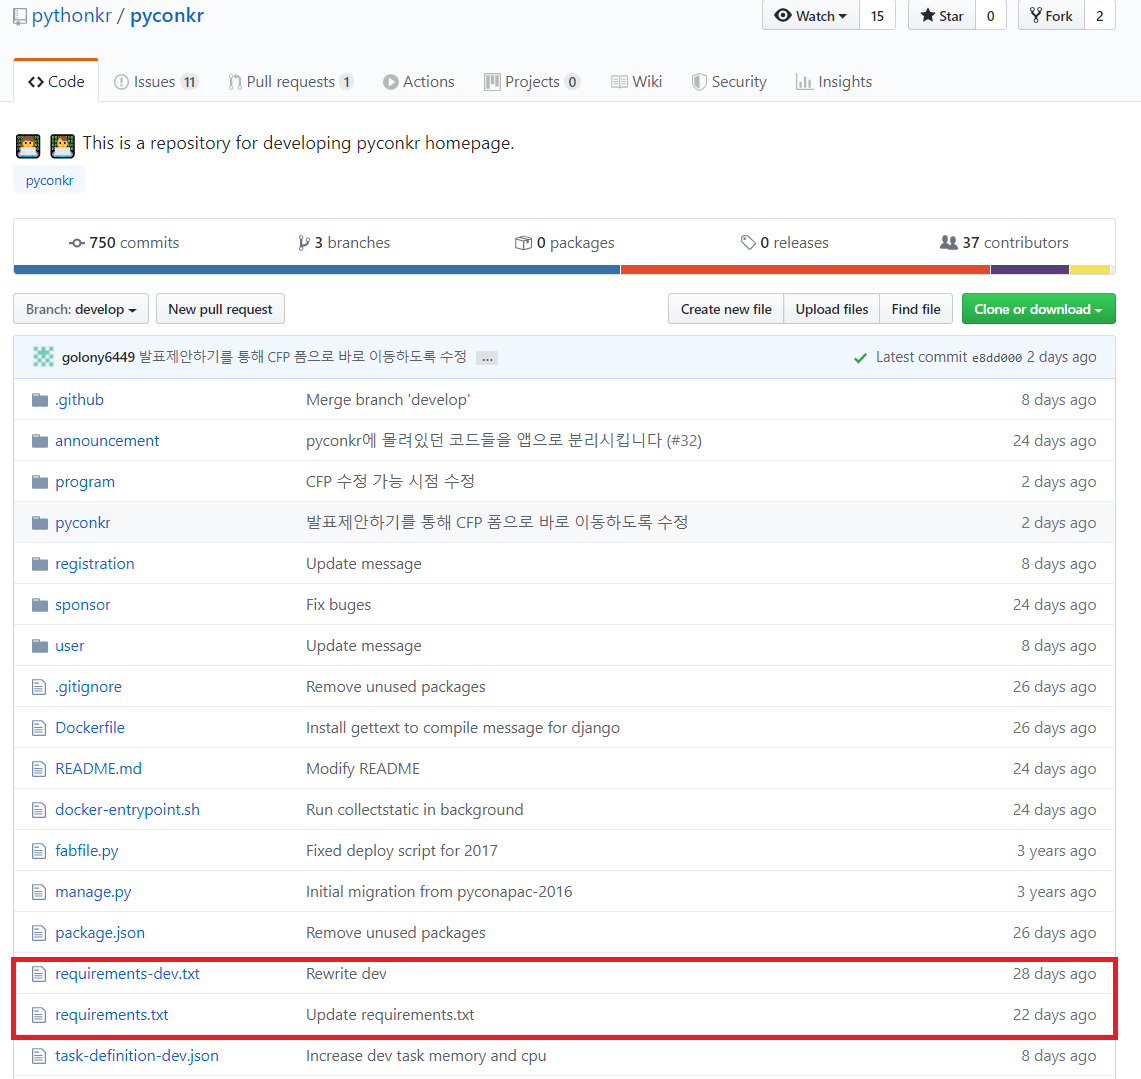 pythonkr / pyconkr
Watch 15 Star 0 Fork 2
Code Issues 11 Pull requests 1 Actions Projects 0 Wiki Security Insights
This is a repository for developing pyconkr homepage.
pyconkr
750 commits 3 branches 0 packages 0 releases 37 contributors
Branch: develop New pull request Create new file Upload files Find file Clone or download
golony6449 발표제안하기를 통해 CFP 폼으로 바로 이동하도록 수정 ... Latest commit e8dd000 2 days ago
.github Merge branch 'develop' 8 days ago
announcement pyconkr에 몰려있던 코드들을 앱으로 분리시킵니다 (#32) 24 days ago
program CFP 수정 가능 시점 수정 2 days ago
pyconkr 발표제안하기를 통해 CFP 폼으로 바로 이동하도록 수정 2 days ago
registration Update message 8 days ago
sponsor Fix buges 24 days ago
user Update message 8 days ago
.gitignore Remove unused packages 26 days ago
Dockerfile Install gettext to compile message for django 26 days ago
README.md Modify README 24 days ago
docker-entrypoint.sh Run collectstatic in background 24 days ago
fabfile.py Fixed deploy script for 2017 3 years ago
manage.py Initial migration from pyconapac-2016 3 years ago
package.json Remove unused packages 26 days ago
requirements-dev.txt Rewrite dev 28 days ago
requirements.txt Update requirements.txt 22 days ago
task-definition-dev.json Increase dev task memory and cpu 8 days ago